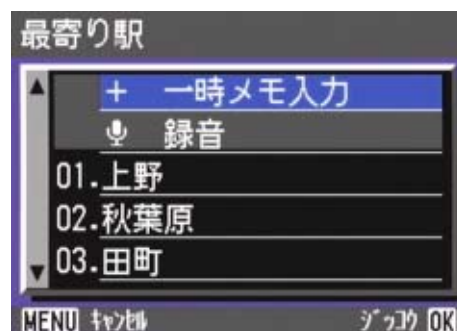 最寄り駅
+ 一時メモ入力
録音
01.上野
02.秋葉原
03.田町
MENU ｷｬﾝｾﾙ ｼﾞｯｺｳ OK